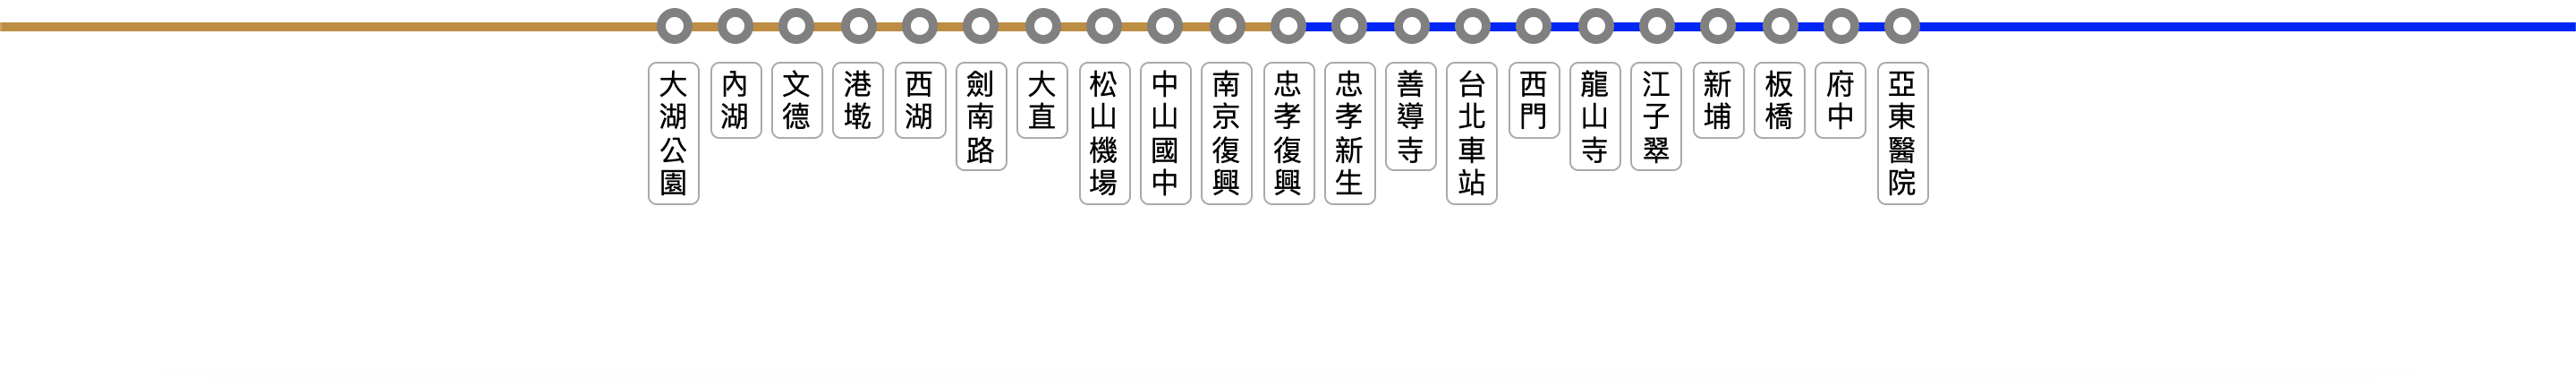 大湖公園
內湖
文德
港墘
西湖
劍南路
大直
松山機場
中山國中
南京復興
忠孝復興
忠孝新生
善導寺
台北車站
西門
龍山寺
江子翠
新埔
板橋
府中
亞東醫院